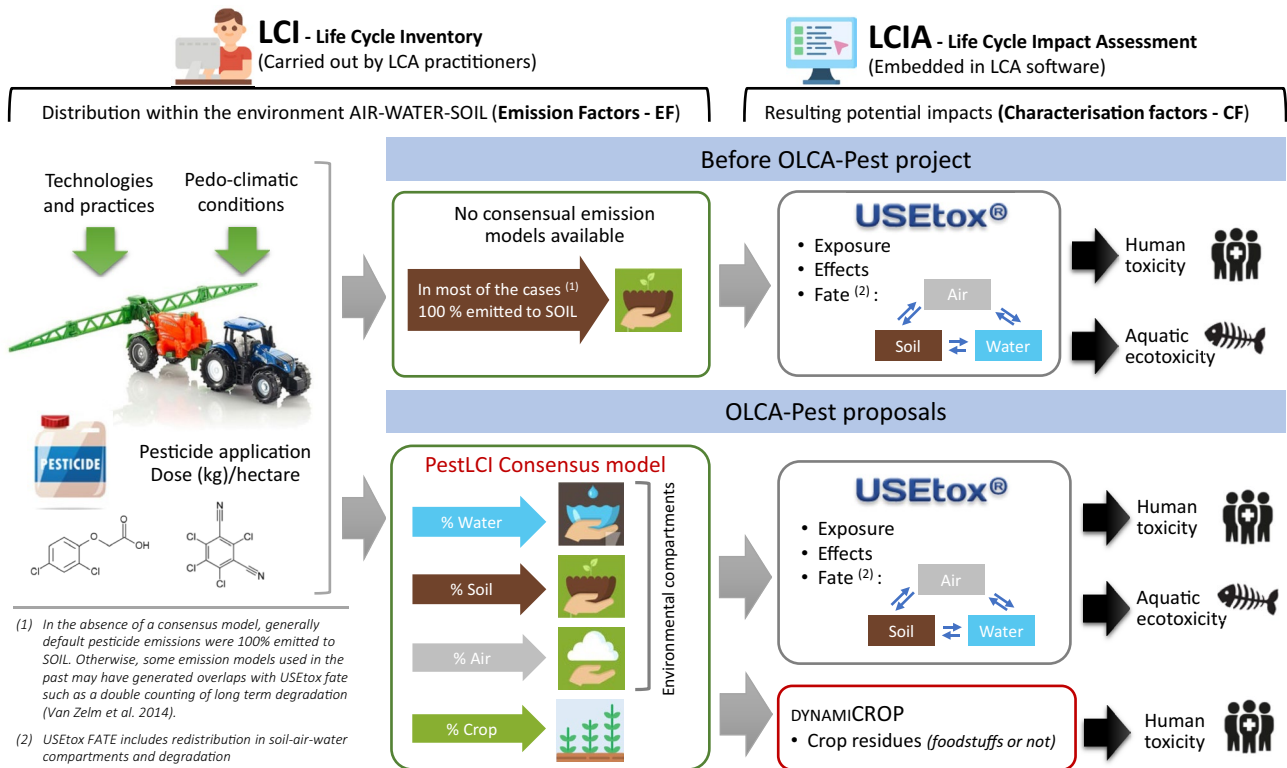 LCI - Life Cycle Inventory
(Carried out by LCA practitioners)
LCIA - Life Cycle Impact Assessment
(Embedded in LCA software)
Distribution within the environment AIR-WATER-SOIL (Emission Factors - EF)
Resulting potential impacts (Characterisation factors - CF)
Technologies
and practices
Pedo-climatic
conditions
PESTICIDE
Pesticide application
Dose (kg)/hectare
O
O
OH
Cl
Cl
N
Cl
Cl
Cl
Cl
N
(1) In the absence of a consensus model, generally
default pesticide emissions were 100% emitted to
SOIL. Otherwise, some emission models used in the
past may have generated overlaps with USEtox fate
such as a double counting of long term degradation
(Van Zelm et al. 2014).
(2) USEtox FATE includes redistribution in soil-air-water
compartments and degradation
Before OLCA-Pest project
No consensual emission
models available
In most of the cases (1)
100 % emitted to SOIL
USEtox®
• Exposure
• Effects
• Fate (2) :
Air
Soil
Water
Human
toxicity
Aquatic
ecotoxicity
OLCA-Pest proposals
PestLCI Consensus model
% Water
% Soil
% Air
% Crop
Environmental compartments
USEtox®
• Exposure
• Effects
• Fate (2) :
Air
Soil
Water
Human
toxicity
Aquatic
ecotoxicity
DYNAMICROP
• Crop residues (foodstuffs or not)
Human
toxicity